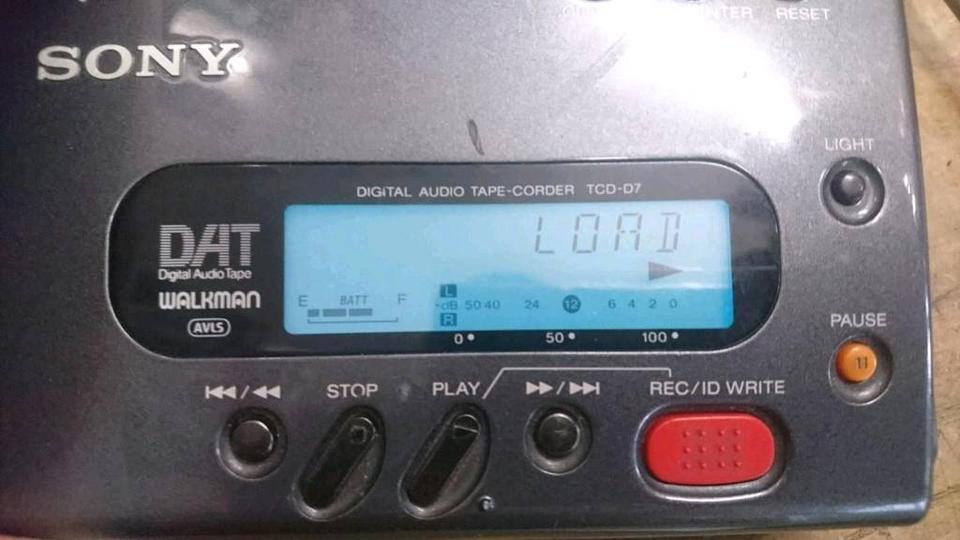 RESET
SONY
LIGHT
DIGITAL AUDIO TAPE-CORDER TCD-D7
LOAD
DAT
Digital Audio Tape
WALKMAN
AVLS
E BATT F
L
-dB 50 40 24 12 6 4 2 0
R
0 50 100
PAUSE
STOP PLAY REC/ID WRITE